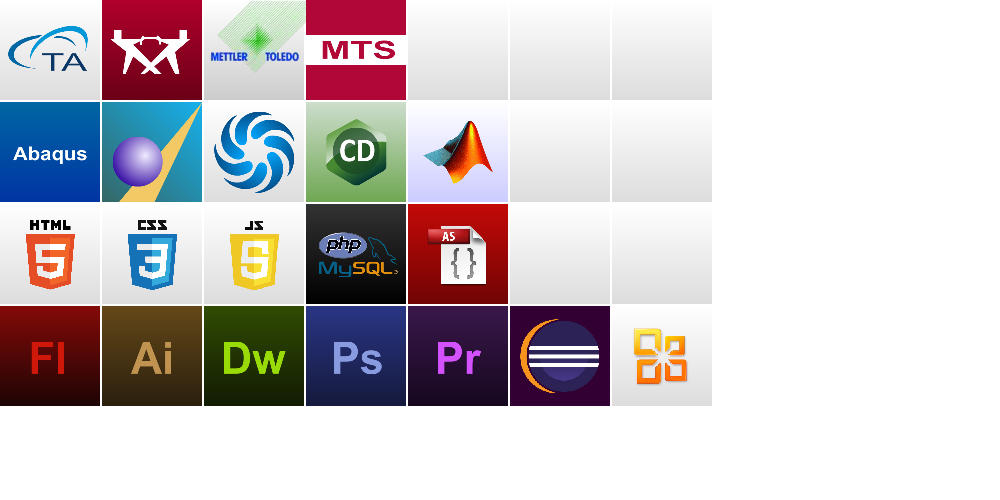 TA
METTLER TOLEDO
MTS
Abaqus
CD
HTML
5
CSS
3
JS
5
php
MySQL
AS
{ }
Fl
Ai
Dw
Ps
Pr